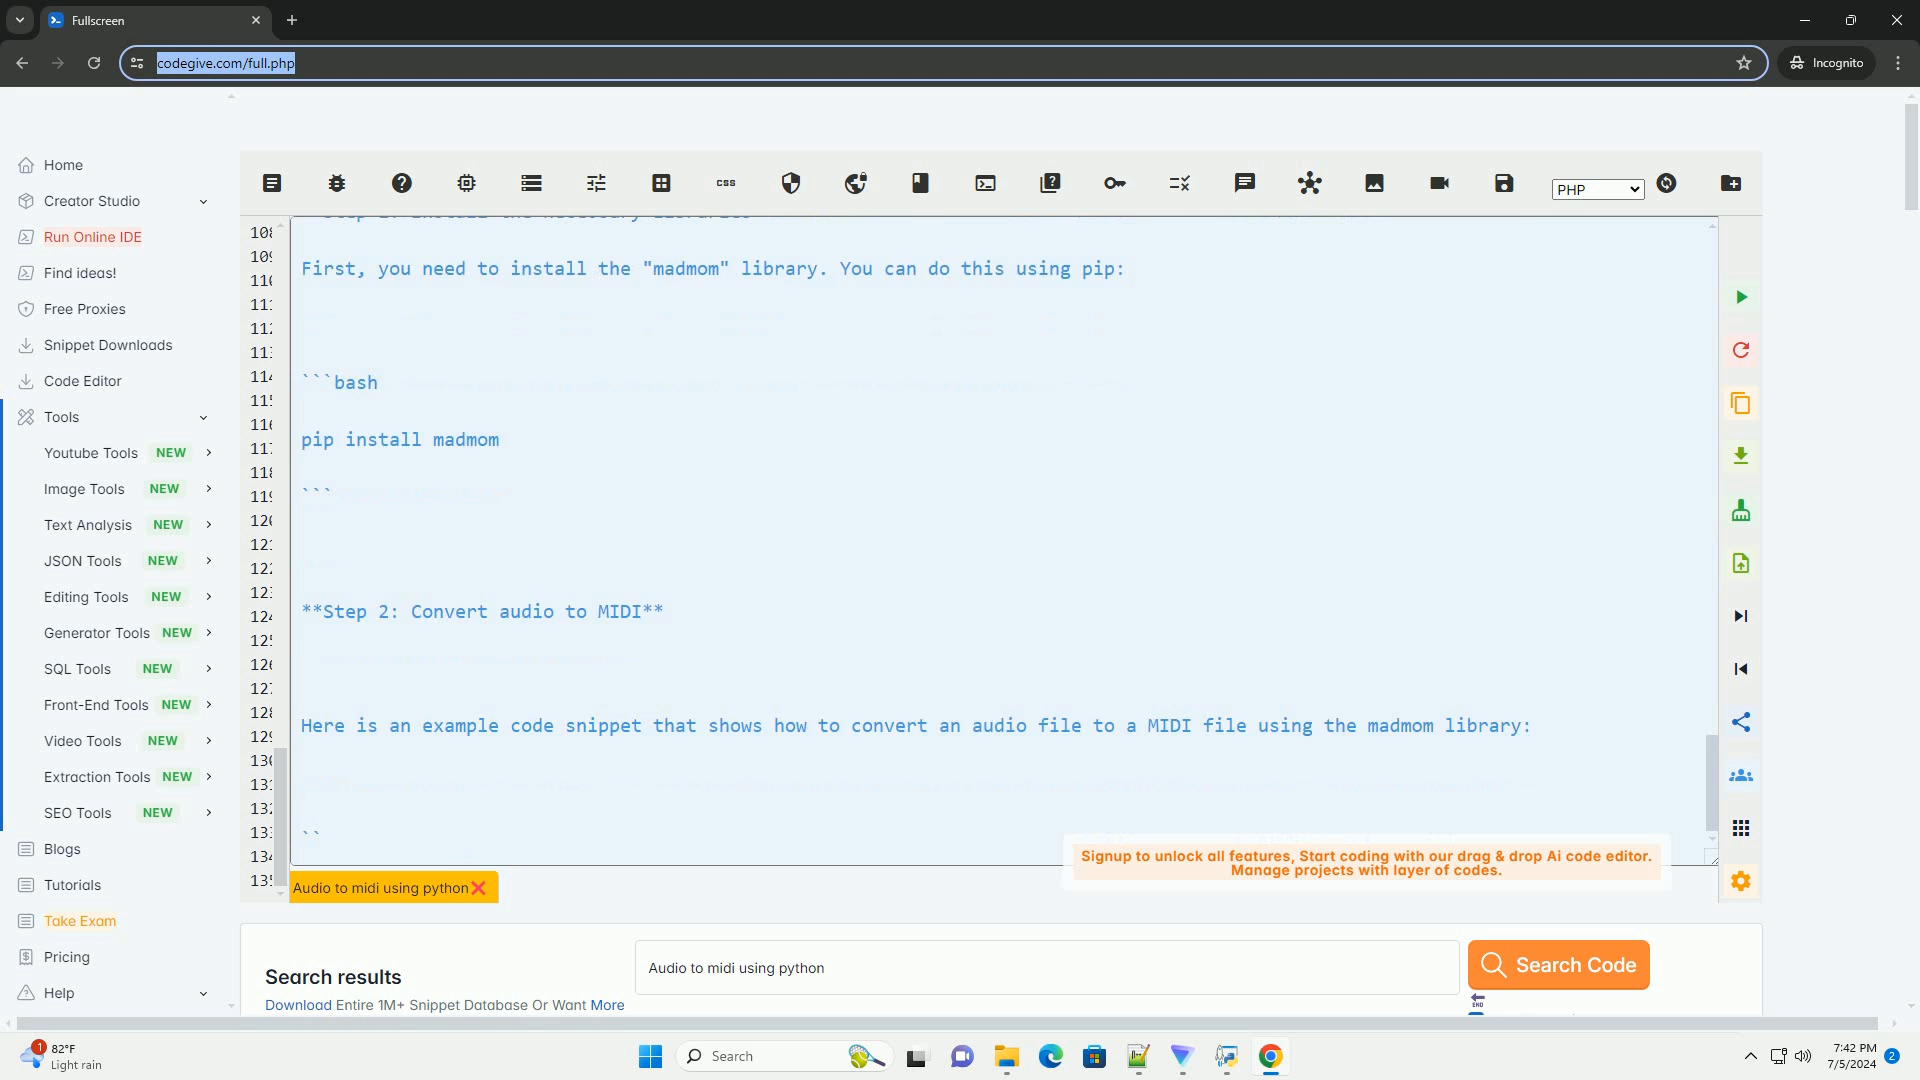 Fullscreen
codegive.com/full.php
Incognito
Home
Creator Studio
Run Online IDE
Find ideas!
Free Proxies
Snippet Downloads
Code Editor
Tools
Youtube Tools NEW
Image Tools NEW
Text Analysis NEW
JSON Tools NEW
Editing Tools NEW
Generator Tools NEW
SQL Tools NEW
Front-End Tools NEW
Video Tools NEW
Extraction Tools NEW
SEO Tools NEW
Blogs
Tutorials
Take Exam
Pricing
Help
css
PHP
First, you need to install the "madmom" library. You can do this using pip:
```bash
pip install madmom
```
**Step 2: Convert audio to MIDI**
Here is an example code snippet that shows how to convert an audio file to a MIDI file using the madmom library:
``
Signup to unlock all features, Start coding with our drag & drop Ai code editor.
Manage projects with layer of codes.
Audio to midi using python
Search results
Download Entire 1M+ Snippet Database Or Want More
Audio to midi using python
Search Code
END
1
82°F
Light rain
Search
7:42 PM
7/5/2024
2